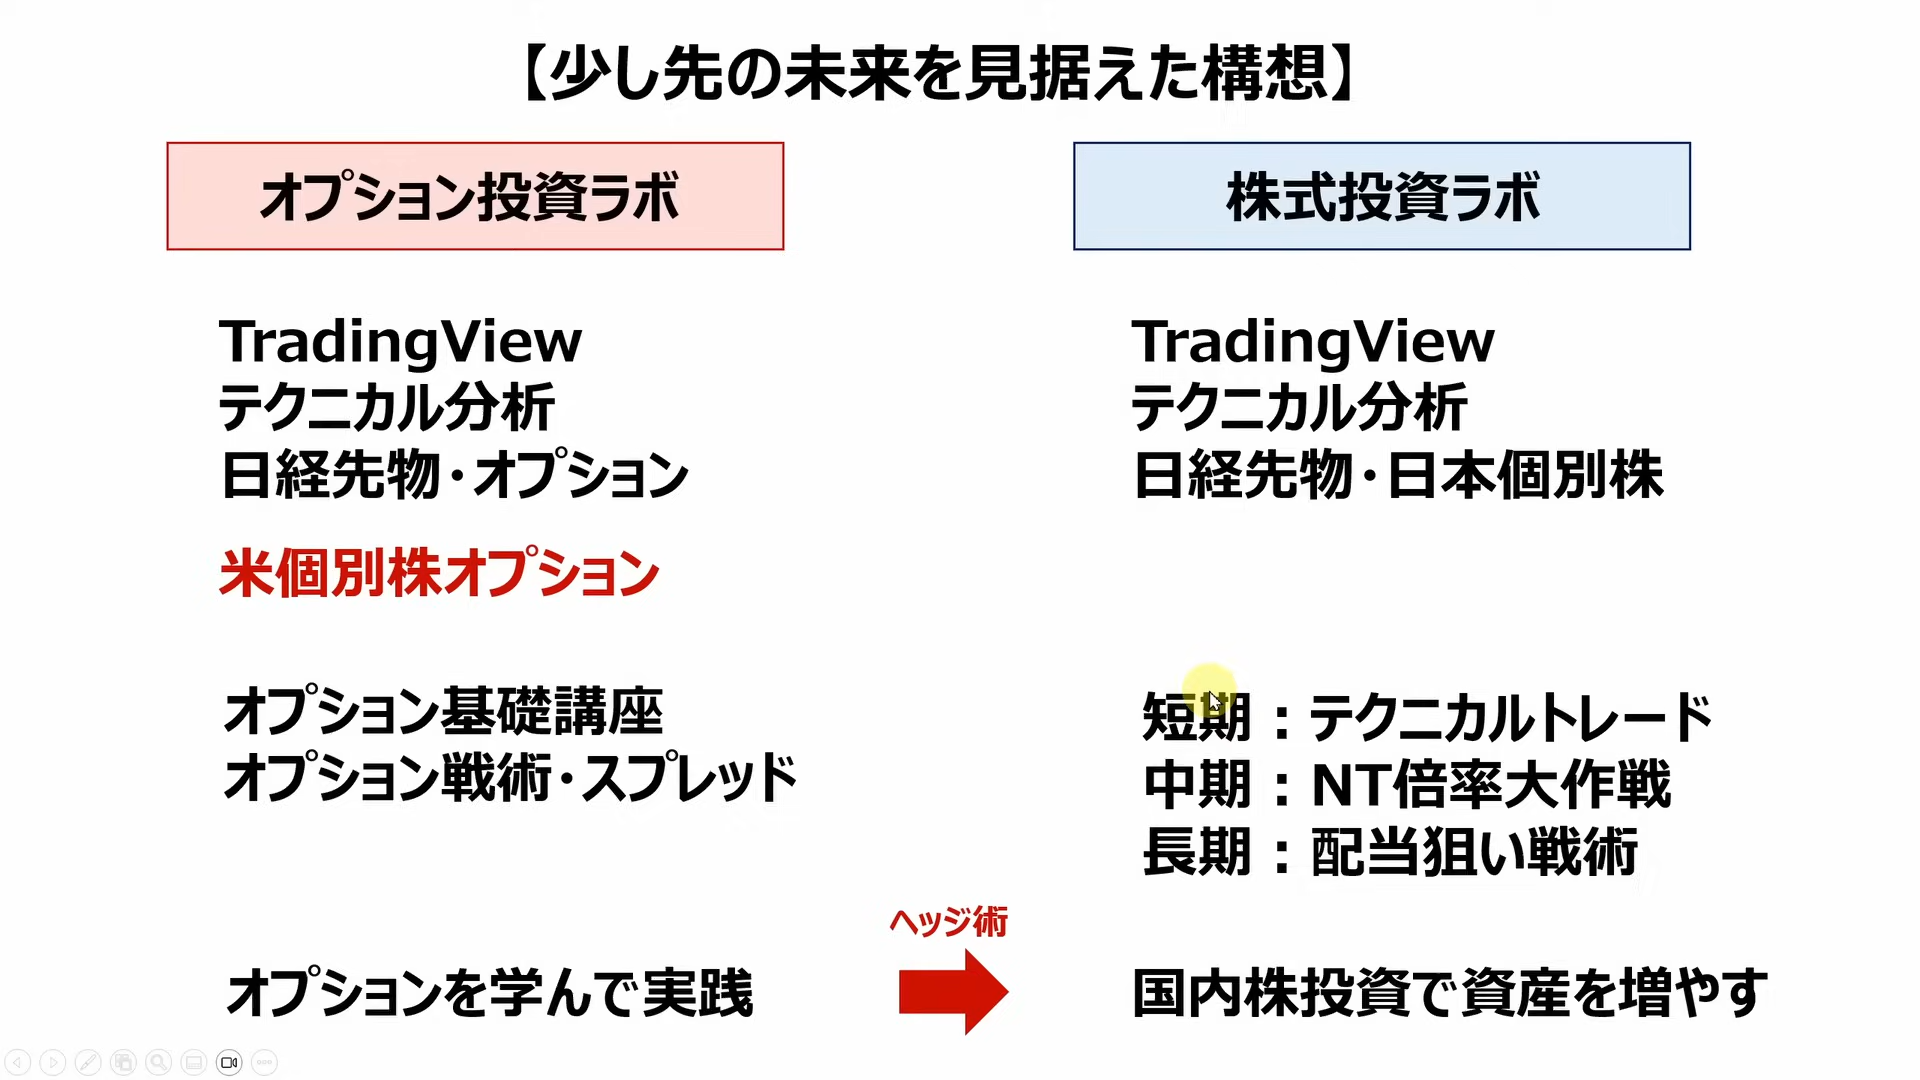 【少し先の未来を見据えた構想】
オプション投資ラボ
TradingView
テクニカル分析
日経先物・オプション
米個別株オプション
オプション基礎講座
オプション戦術・スプレッド
オプションを学んで実践
ヘッジ術
株式投資ラボ
TradingView
テクニカル分析
日経先物・日本個別株
短期：テクニカルトレード
中期：NT倍率大作戦
長期：配当狙い戦術
国内株投資で資産を増やす